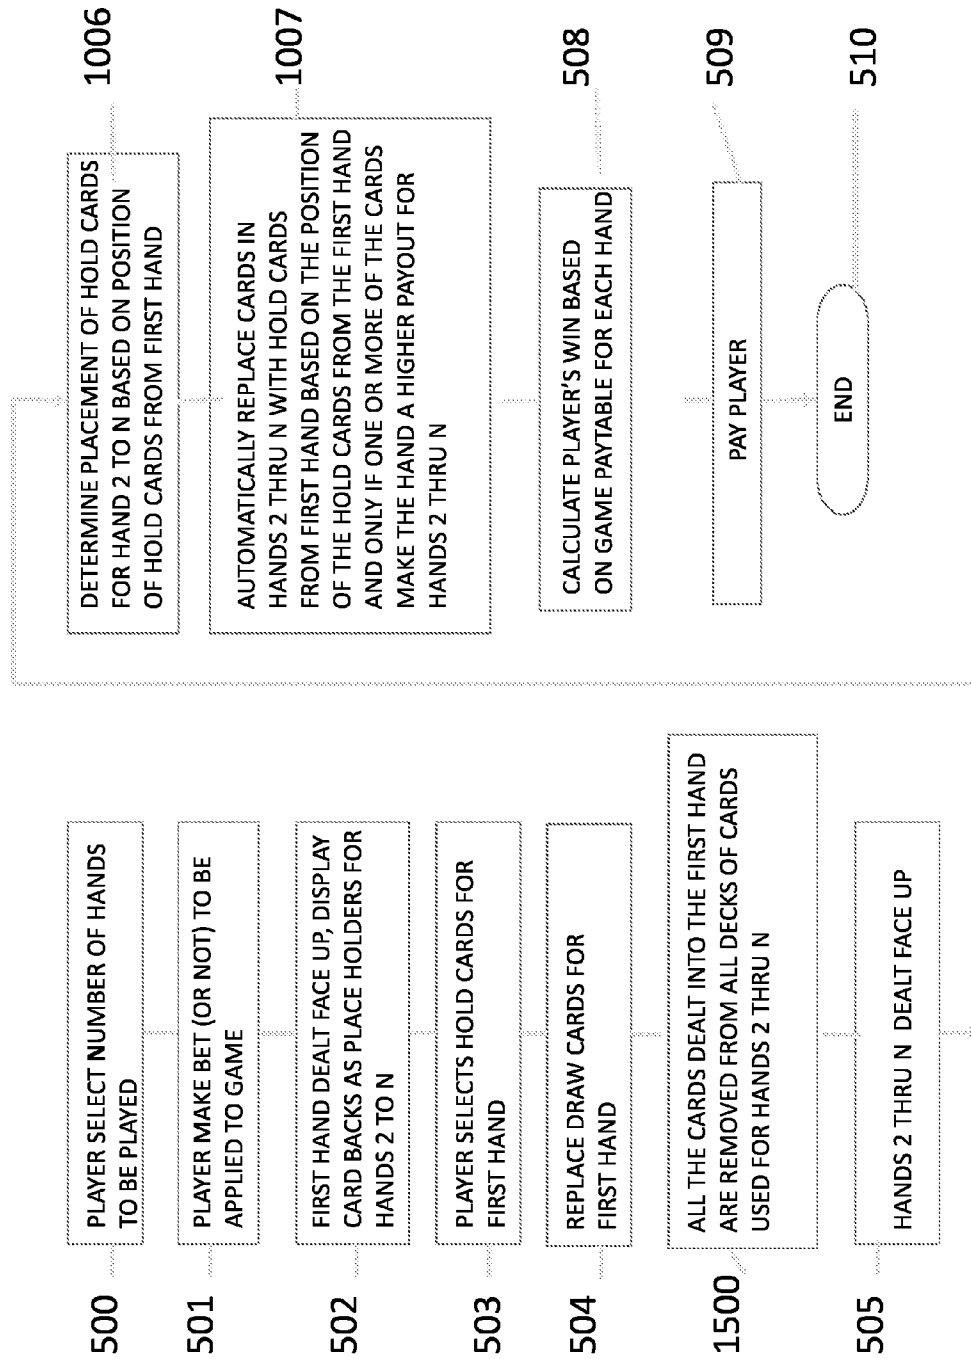 500
PLAYER SELECT NUMBER OF HANDS
TO BE PLAYED
501
PLAYER MAKE BET (OR NOT) TO BE
APPLIED TO GAME
502
FIRST HAND DEALT FACE UP, DISPLAY
CARD BACKS AS PLACE HOLDERS FOR
HANDS 2 TO N
503
PLAYER SELECTS HOLD CARDS FOR
FIRST HAND
504
REPLACE DRAW CARDS FOR
FIRST HAND
1500
ALL THE CARDS DEALT INTO THE FIRST HAND
ARE REMOVED FROM ALL DECKS OF CARDS
USED FOR HANDS 2 THRU N
505
HANDS 2 THRU N DEALT FACE UP
1006
DETERMINE PLACEMENT OF HOLD CARDS
FOR HAND 2 TO N BASED ON POSITION
OF HOLD CARDS FROM FIRST HAND
1007
AUTOMATICALLY REPLACE CARDS IN
HANDS 2 THRU N WITH HOLD CARDS
FROM FIRST HAND BASED ON THE POSITION
OF THE HOLD CARDS FROM THE FIRST HAND
AND ONLY IF ONE OR MORE OF THE CARDS
MAKE THE HAND A HIGHER PAYOUT FOR
HANDS 2 THRU N
508
CALCULATE PLAYER'S WIN BASED
ON GAME PAYTABLE FOR EACH HAND
509
PAY PLAYER
510
END